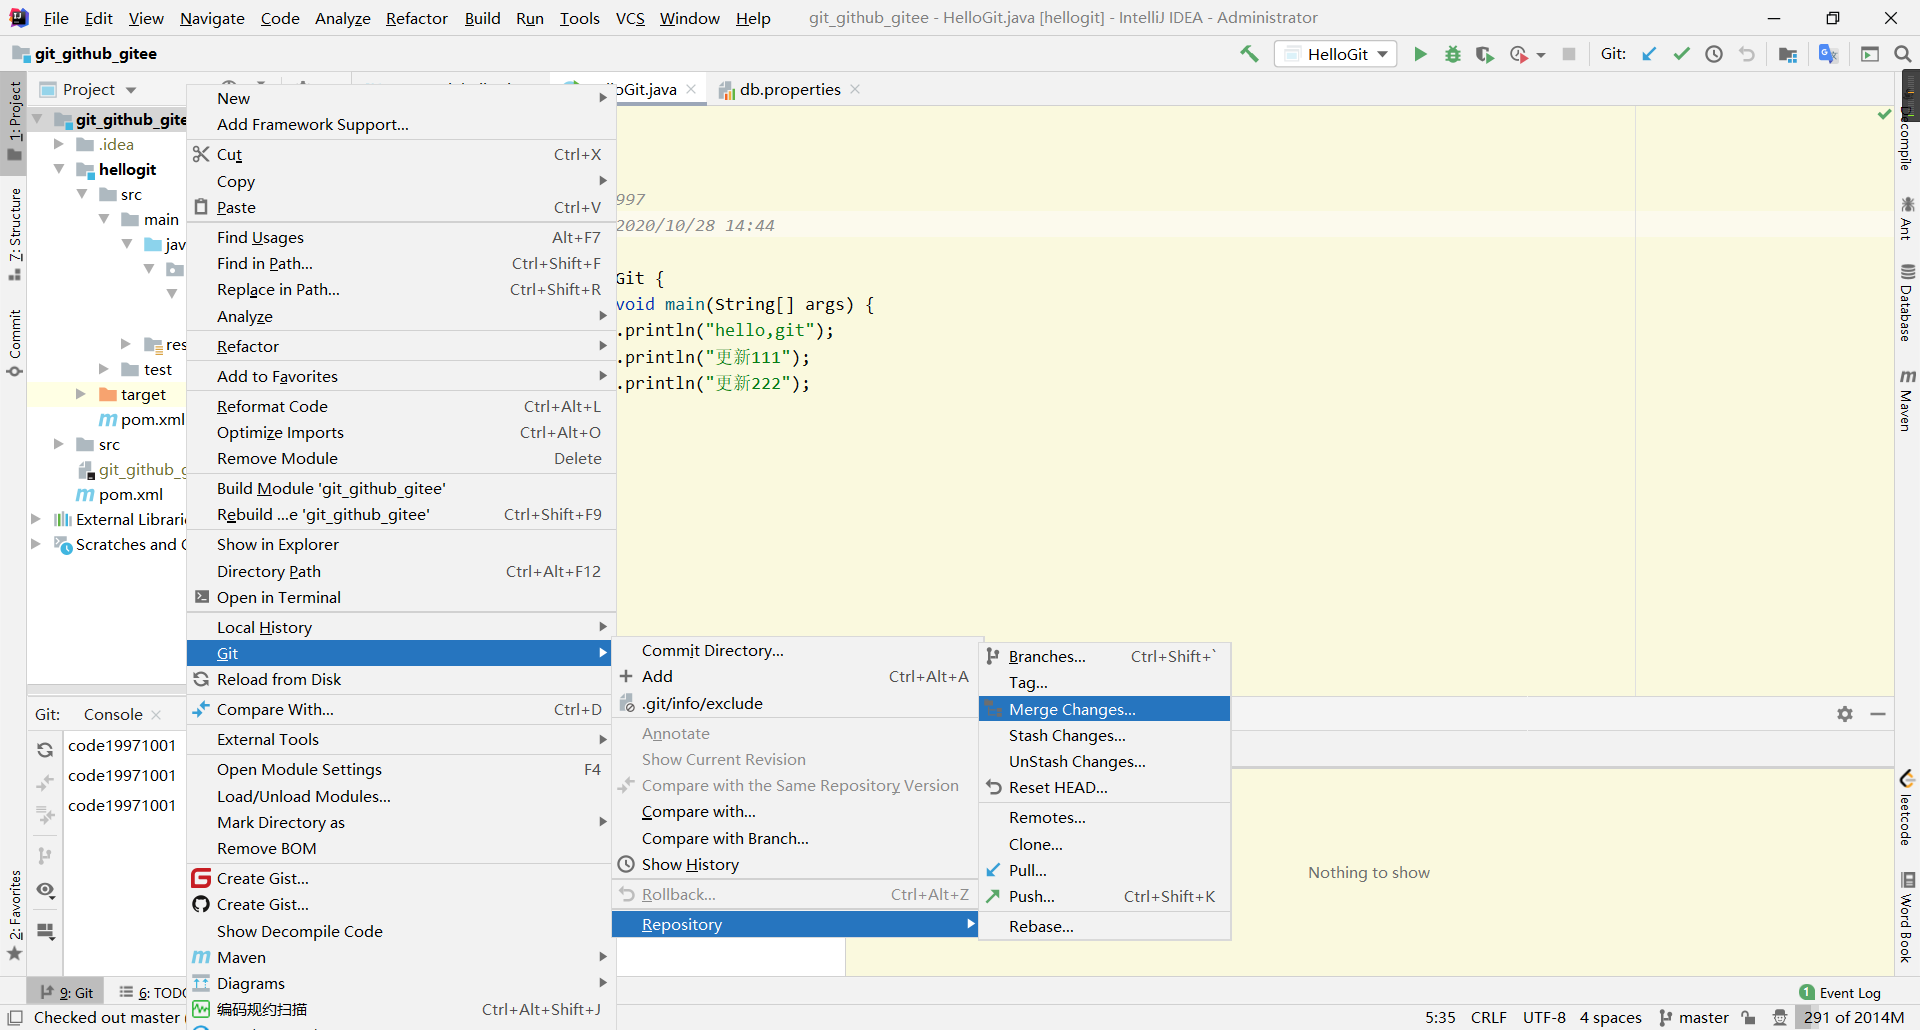 File Edit View Navigate Code Analyze Refactor Build Run Tools VCS Window Help git_github_gitee - HelloGit.java [hellogit] - IntelliJ IDEA - Administrator
git_github_gitee
HelloGit
Git:
Project
oGit.java
db.properties
1: Project
7: Structure
Commit
2: Favorites
git_github_gite
.idea
hellogit
src
main
jav
res
test
target
pom.xml
src
git_github_g
pom.xml
External Librari
Scratches and C
New
Add Framework Support...
Cut Ctrl+X
Copy
Paste Ctrl+V
Find Usages Alt+F7
Find in Path... Ctrl+Shift+F
Replace in Path... Ctrl+Shift+R
Analyze
Refactor
Add to Favorites
Reformat Code Ctrl+Alt+L
Optimize Imports Ctrl+Alt+O
Remove Module Delete
Build Module 'git_github_gitee'
Rebuild ...e 'git_github_gitee' Ctrl+Shift+F9
Show in Explorer
Directory Path Ctrl+Alt+F12
Open in Terminal
Local History
Git
Reload from Disk
Compare With... Ctrl+D
External Tools
Open Module Settings F4
Load/Unload Modules...
Mark Directory as
Remove BOM
Create Gist...
Create Gist...
Show Decompile Code
Maven
Diagrams
编码规约扫描 Ctrl+Alt+Shift+J
997
2020/10/28 14:44
Git {
void main(String[] args) {
.println("hello,git");
.println("更新111");
.println("更新222");
Commit Directory...
Add Ctrl+Alt+A
.git/info/exclude
Annotate
Show Current Revision
Compare with the Same Repository Version
Compare with...
Compare with Branch...
Show History
Rollback... Ctrl+Alt+Z
Repository
Branches... Ctrl+Shift+`
Tag...
Merge Changes...
Stash Changes...
UnStash Changes...
Reset HEAD...
Remotes...
Clone...
Pull...
Push... Ctrl+Shift+K
Rebase...
Decompile
Ant
Database
Maven
leetcode
Word Book
Git: Console
code19971001
code19971001
code19971001
Nothing to show
9: Git
6: TODO
1 Event Log
Checked out master
5:35 CRLF UTF-8 4 spaces master 291 of 2014M